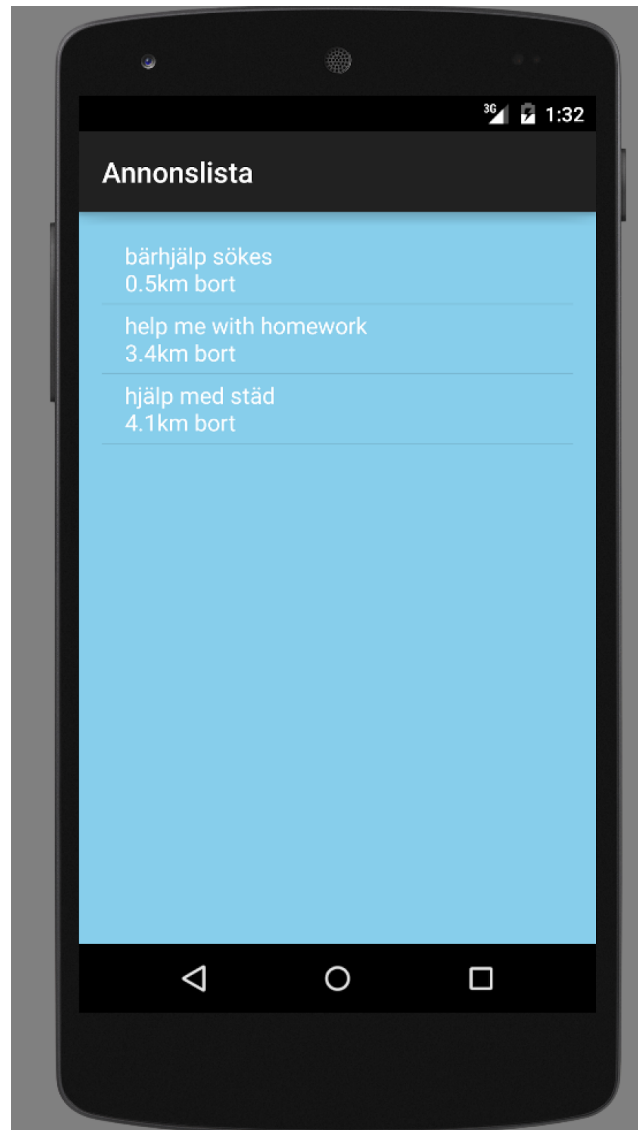 3G 1:32
Annonslista
bärhjälp sökes
0.5km bort
help me with homework
3.4km bort
hjälp med städ
4.1km bort